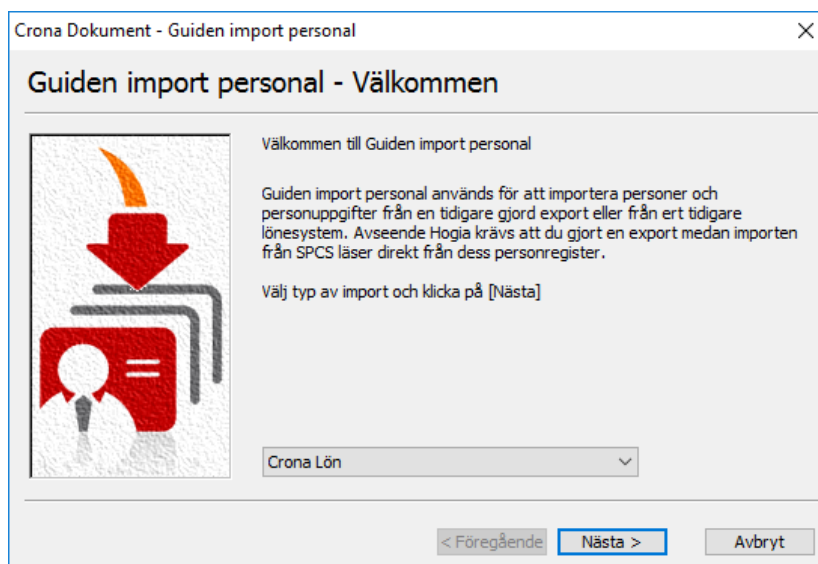 Crona Dokument - Guiden import personal
Guiden import personal - Välkommen
Välkommen till Guiden import personal
Guiden import personal används för att importera personer och
personuppgifter från en tidigare gjord export eller från ert tidigare
lönesystem. Avseende Hogia krävs att du gjort en export medan importen
från SPCS läser direkt från dess personregister.
Välj typ av import och klicka på [Nästa]
Crona Lön
< Föregående
Nästa >
Avbryt